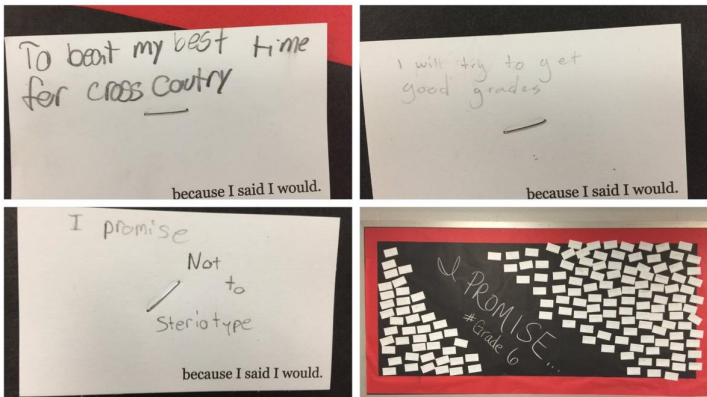 To beat my best time
for cross Coutry
because I said I would.
I will try to get
good grades
because I said I would.
I promise
Not
to
Steriotype
because I said I would.
I PROMISE...
#Grade 6